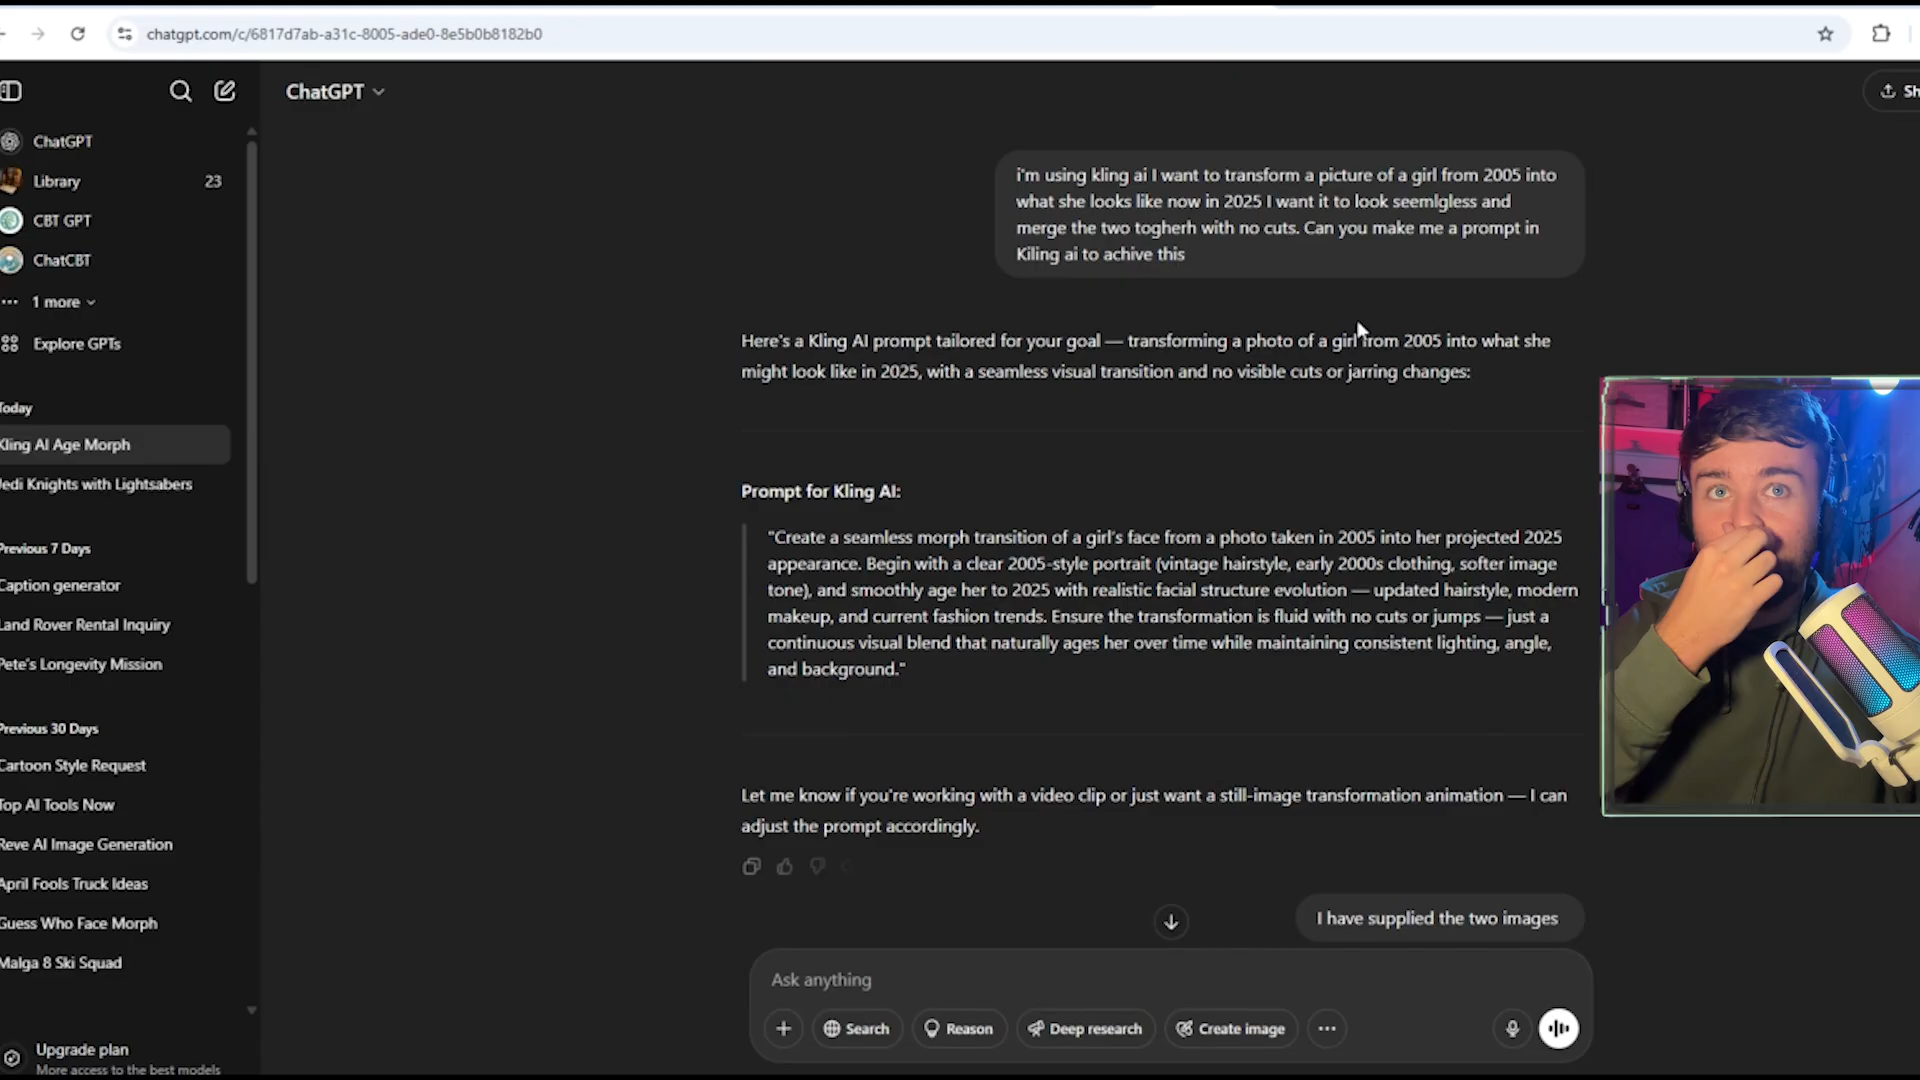 chatgpt.com/c/6817d7ab-a31c-8005-ade0-8e5b0b8182b0
ChatGPT
Sh
ChatGPT
Library 23
CBT GPT
ChatCBT
1 more
Explore GPTs
Today
Kling AI Age Morph
Jedi Knights with Lightsabers
Previous 7 Days
Caption generator
Land Rover Rental Inquiry
Pete's Longevity Mission
Previous 30 Days
Cartoon Style Request
Top AI Tools Now
Reve AI Image Generation
April Fools Truck Ideas
Guess Who Face Morph
Malga 8 Ski Squad
Upgrade plan
More access to the best models
i'm using kling ai I want to transform a picture of a girl from 2005 into
what she looks like now in 2025 I want it to look seemlgless and
merge the two togherh with no cuts. Can you make me a prompt in
Kiling ai to achive this
Here's a Kling AI prompt tailored for your goal — transforming a photo of a girl from 2005 into what she
might look like in 2025, with a seamless visual transition and no visible cuts or jarring changes:
Prompt for Kling AI:
"Create a seamless morph transition of a girl's face from a photo taken in 2005 into her projected 2025
appearance. Begin with a clear 2005-style portrait (vintage hairstyle, early 2000s clothing, softer image
tone), and smoothly age her to 2025 with realistic facial structure evolution — updated hairstyle, modern
makeup, and current fashion trends. Ensure the transformation is fluid with no cuts or jumps — just a
continuous visual blend that naturally ages her over time while maintaining consistent lighting, angle,
and background."
Let me know if you're working with a video clip or just want a still-image transformation animation — I can
adjust the prompt accordingly.
I have supplied the two images
Ask anything
Search
Reason
Deep research
Create image